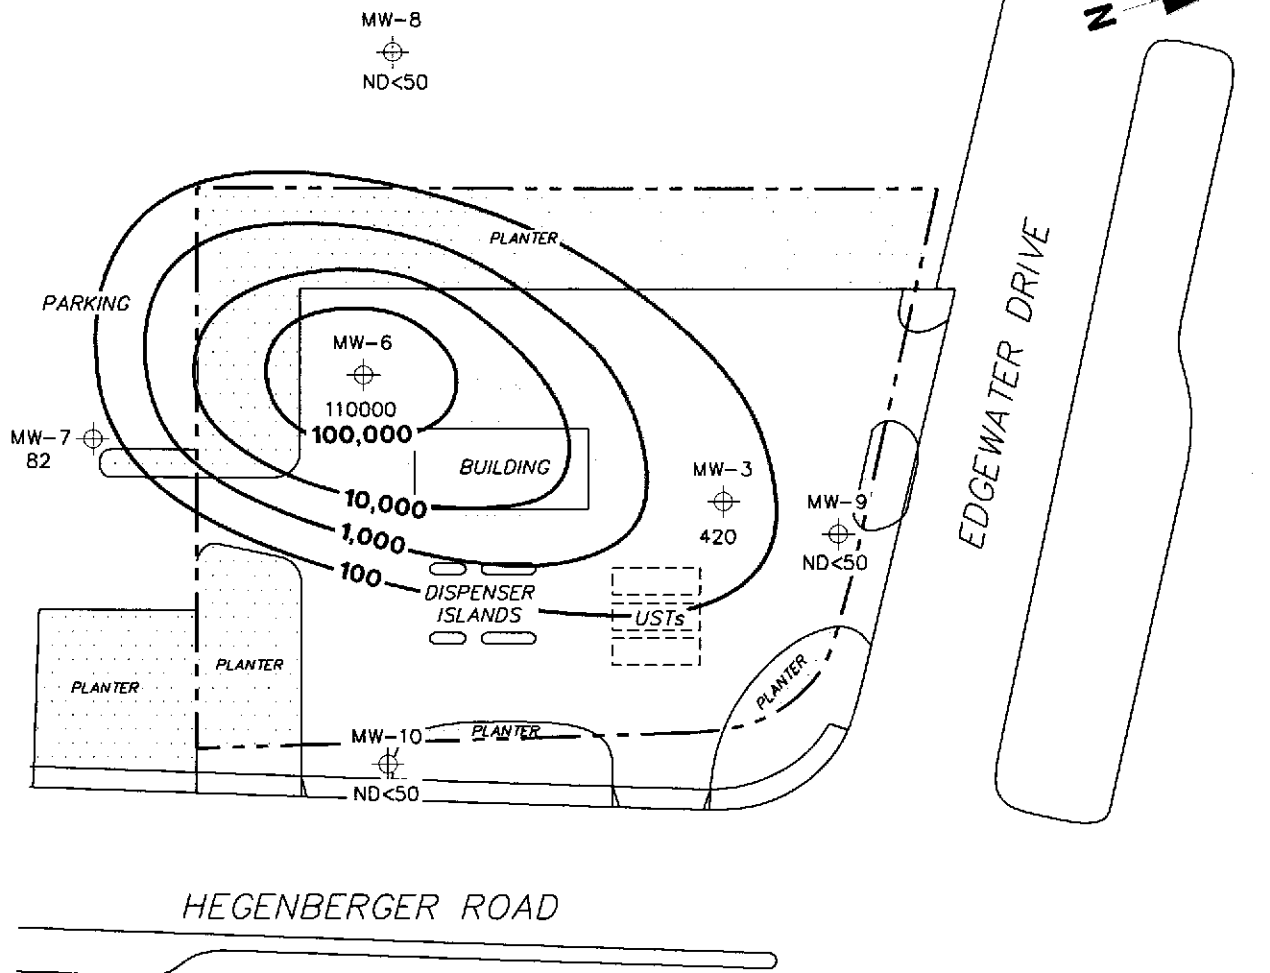 MW-8
ND<50
N
PLANTER
PARKING
EDGEWATER DRIVE
MW-6
110000
100,000
MW-7
82
BUILDING
MW-3
420
MW-9
ND<50
10,000
1,000
100
DISPENSER
ISLANDS
USTs
PLANTER
PLANTER
PLANTER
MW-10
PLANTER
ND<50
HEGENBERGER ROAD